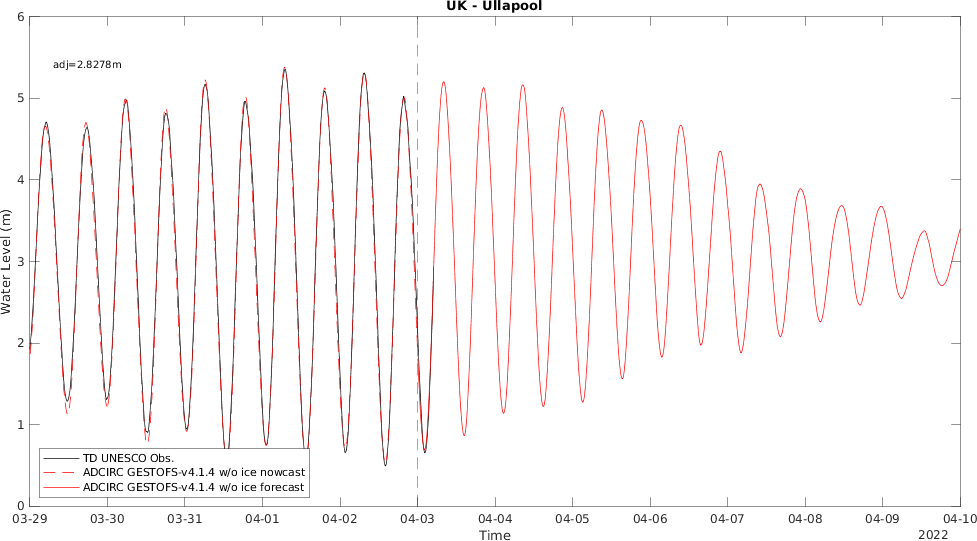 UK - Ullapool
6
adj=2.8278m
5
4
3
2
1
0
Water Level (m)
TD UNESCO Obs.
ADCIRC GESTOFS-v4.1.4 w/o ice nowcast
ADCIRC GESTOFS-v4.1.4 w/o ice forecast
03-29 03-30 03-31 04-01 04-02 04-03 04-04 04-05 04-06 04-07 04-08 04-09 04-10
Time
2022